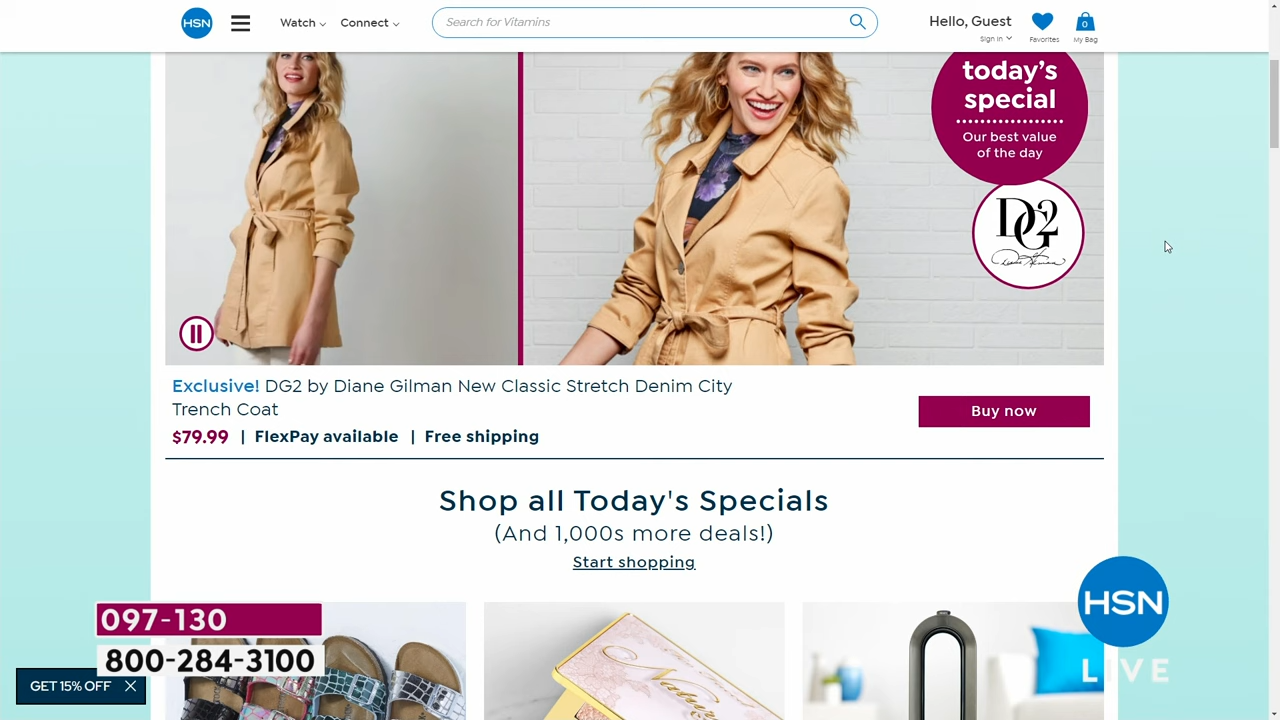 HSN
Watch
Connect
Search for Vitamins
Hello, Guest
Sign In
Favorites
0
My Bag
today's
special
Our best value
of the day
DG2
Exclusive! DG2 by Diane Gilman New Classic Stretch Denim City
Trench Coat
$79.99 | FlexPay available | Free shipping
Buy now
Shop all Today's Specials
(And 1,000s more deals!)
Start shopping
097-130
800-284-3100
GET 15% OFF
HSN
LIVE